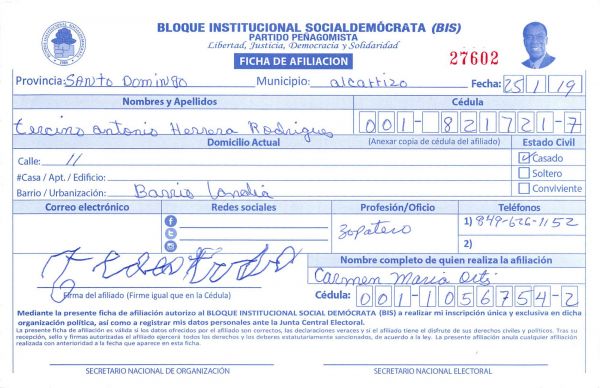 BLOQUE INSTITUCIONAL SOCIALDEMÓCRATA (BIS)
PARTIDO PEÑAGOMISTA
Libertad, Justicia, Democracia y Solidaridad
FICHA DE AFILIACION
27602
Provincia: Santo Domingo Municipio: alcarrizo Fecha: 25/1/19
Nombres y Apellidos Cédula
tercino antonio Herrera Rodrigues 001-821721-7
Domicilio Actual (Anexar copia de cédula del afiliado) Estado Civil
Calle: 11 Casado
#Casa / Apt. / Edificio: Soltero
Barrio / Urbanización: Barrio Conviviente
Correo electrónico Redes sociales Profesión/Oficio Teléfonos
Zapatero 1) 849-626-1152
2)
Nombre completo de quien realiza la afiliación
Carmen Maria Orti
Firma del afiliado (Firme igual que en la Cédula) Cédula: 001-1056754-2
Mediante la presente ficha de afiliación autorizo al BLOQUE INSTITUCIONAL SOCIAL DEMÓCRATA (BIS) a realizar mi inscripción única y exclusiva en dicha
organización política, así como a registrar mis datos personales ante la Junta Central Electoral.
La presente ficha de afiliación es válida si los datos ofrecidos por el afiliado son correctos, las declaraciones veraces y si el afiliado tiene el disfrute de sus derechos civiles y políticos. Tras su
recepción, sello y firmas autorizadas el afiliado ejercerá todos los derechos y los deberes estatutariamente sancionados, de acuerdo a la ley. La presente afiliación anula cualquier afiliación
realizada con anterioridad a la fecha que aparece en esta ficha.
SECRETARIO NACIONAL DE ORGANIZACIÓN SECRETARIO NACIONAL ELECTORAL